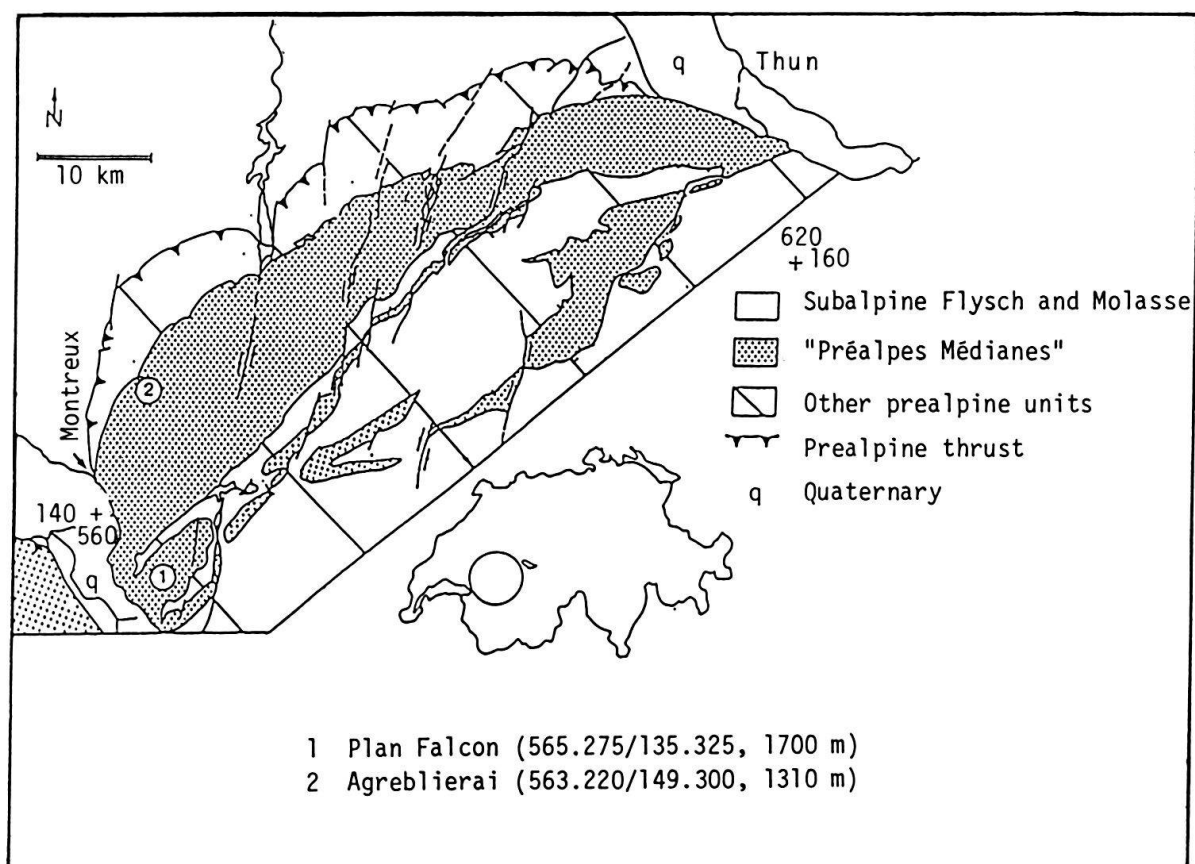 q
Thun
N
10 km
620
+ 160
Subalpine Flysch and Molasse
"Préalpes Médianes"
Other prealpine units
Prealpine thrust
q Quaternary
Montreux
2
140 +
560
q
1
1 Plan Falcon (565.275/135.325, 1700 m)
2 Agreblierai (563.220/149.300, 1310 m)